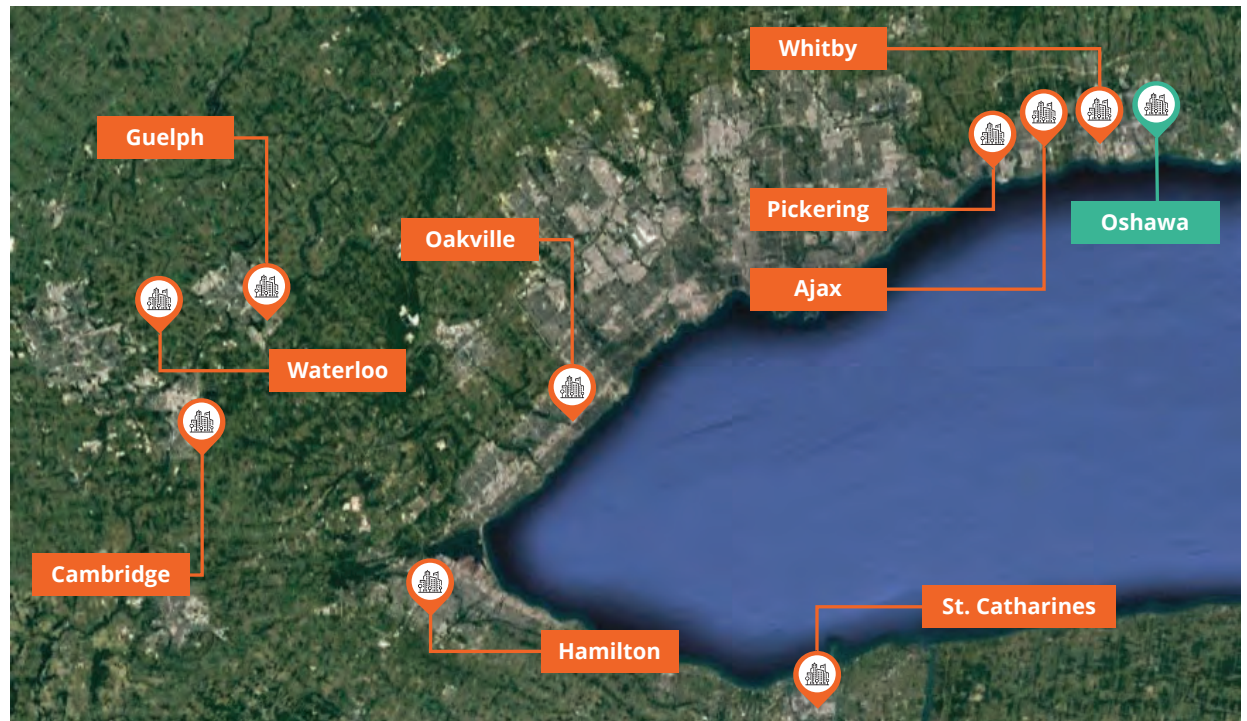 Whitby
Guelph
Pickering
Oshawa
Oakville
Ajax
Waterloo
Cambridge
St. Catharines
Hamilton